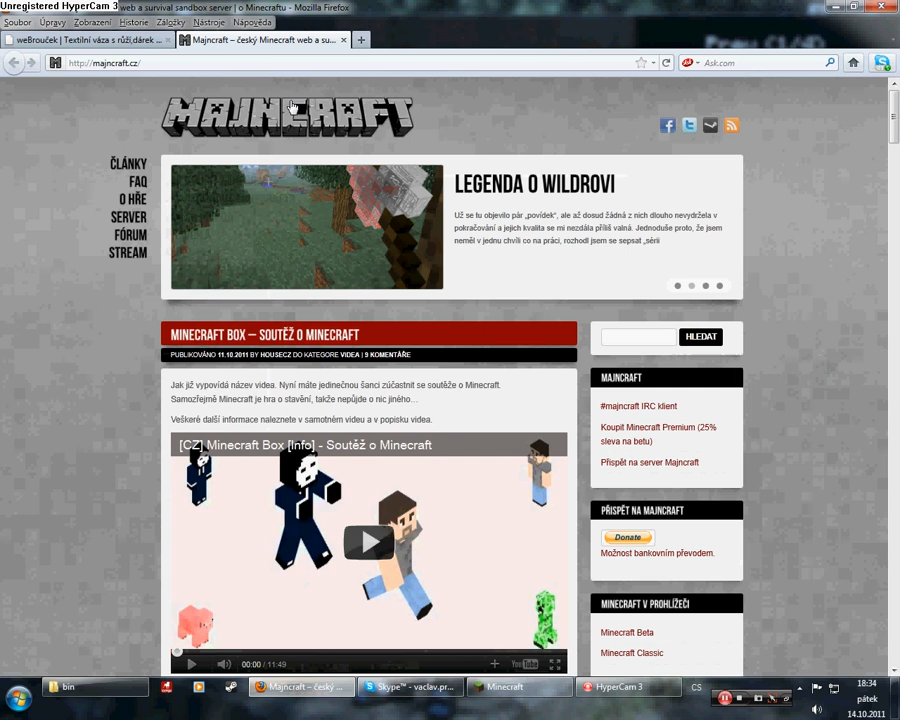 Unregistered HyperCam 3 web a survival sandbox server | o Minecraftu - Mozilla Firefox
Soubor Úpravy Zobrazení Historie Záložky Nástroje Nápověda
weBrouček | Textilní váza s růží,dárek ... Majncraft – český Minecraft web a su...
http://majncraft.cz/ Ask.com
MAJNCRAFT
ČLÁNKY
FAQ
O HŘE
SERVER
FÓRUM
STREAM
LEGENDA O WILDROVI
Už se tu objevilo pár „povídek“, ale až dosud žádná z nich dlouho nevydržela v
pokračování a jejich kvalita se mi nezdála příliš valná. Jednoduše proto, že jsem
neměl v jednu chvíli co na práci, rozhodl jsem se sepsat „sérii
MINECRAFT BOX – SOUTĚŽ O MINECRAFT
PUBLIKOVÁNO 11.10.2011 BY HOUSECZ DO KATEGORE VIDEA | 9 KOMENTÁŘE
Jak již vypovídá název videa. Nyní máte jedinečnou šanci zúčastnit se soutěže o Minecraft.
Samozřejmě Minecraft je hra o stavění, takže nepůjde o nic jiného...
Veškeré další informace naleznete v samotném videu a v popisku videa.
[CZ] Minecraft Box [Info] - Soutěž o Minecraft
00:00 / 11:49 YouTube
HLEDAT
MAJNCRAFT
#majncraft IRC klient
Koupit Minecraft Premium (25%
sleva na betu)
Přispět na server Majncraft
PŘISPĚT NA MAJNCRAFT
Donate
Možnost bankovním převodem.
MINECRAFT V PROHLÍŽEČI
Minecraft Beta
Minecraft Classic
bin Majncraft – český ... Skype™ - vaclav.pr... Minecraft HyperCam 3 CS
18:34
pátek
14.10.2011